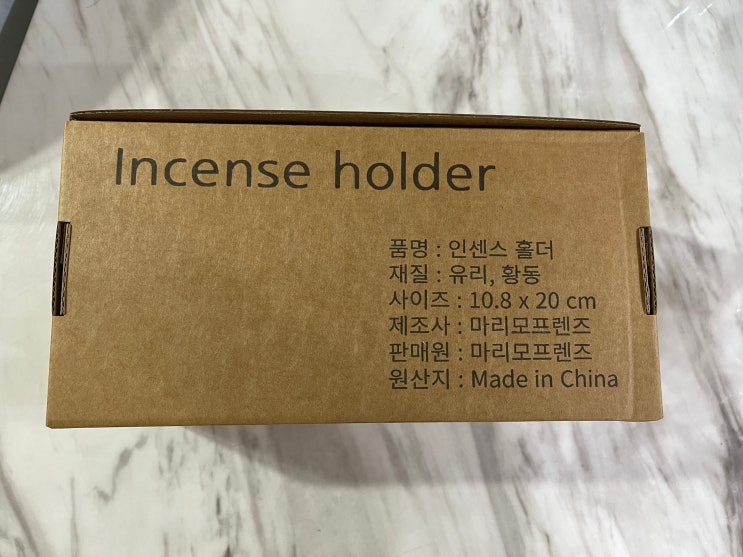 Incense holder
품명 : 인센스 홀더
재질 : 유리, 황동
사이즈 : 10.8 x 20 cm
제조사 : 마리모프렌즈
판매원 : 마리모프렌즈
원산지 : Made in China